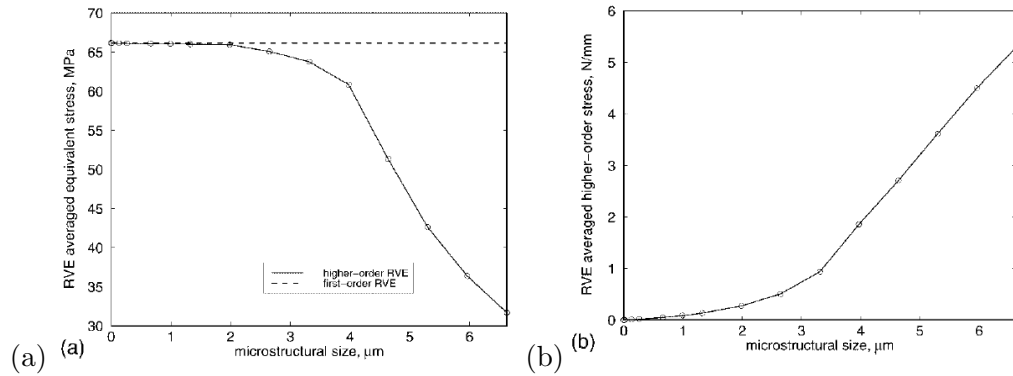 70
65
60
55
50
45
40
35
30
RVE averaged equivalent stress, MPa
higher-order RVE
first-order RVE
0 1 2 3 4 5 6
microstructural size, μm
(a) (a)
6
5
4
3
2
1
0
RVE averaged higher-order stress, N/mm
0 1 2 3 4 5 6
microstructural size, μm
(b) (b)